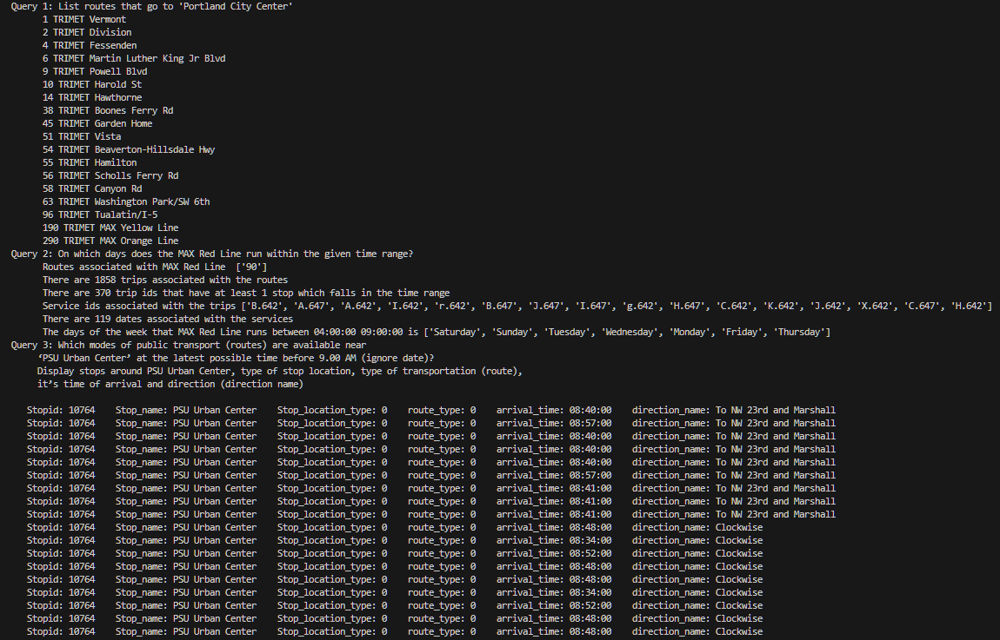 Query 1: List routes that go to 'Portland City Center'
1 TRIMET Vermont
2 TRIMET Division
4 TRIMET Fessenden
6 TRIMET Martin Luther King Jr Blvd
9 TRIMET Powell Blvd
10 TRIMET Harold St
14 TRIMET Hawthorne
38 TRIMET Boones Ferry Rd
45 TRIMET Garden Home
51 TRIMET Vista
54 TRIMET Beaverton-Hillsdale Hwy
55 TRIMET Hamilton
56 TRIMET Scholls Ferry Rd
58 TRIMET Canyon Rd
63 TRIMET Washington Park/SW 6th
96 TRIMET Tualatin/I-5
190 TRIMET MAX Yellow Line
290 TRIMET MAX Orange Line
Query 2: On which days does the MAX Red Line run within the given time range?
Routes associated with MAX Red Line  ['90']
There are 1858 trips associated with the routes
There are 370 trip ids that have at least 1 stop which falls in the time range
Service ids associated with the trips ['B.642', 'A.647', 'A.642', 'I.642', 'r.642', 'B.647', 'J.647', 'I.647', 'g.642', 'H.647', 'C.642', 'K.642', 'J.642', 'X.642', 'C.647', 'H.642']
There are 119 dates associated with the services
The days of the week that MAX Red Line runs between 04:00:00 09:00:00 is ['Saturday', 'Sunday', 'Tuesday', 'Wednesday', 'Monday', 'Friday', 'Thursday']
Query 3: Which modes of public transport (routes) are available near
‘PSU Urban Center’ at the latest possible time before 9.00 AM (ignore date)?
Display stops around PSU Urban Center, type of stop location, type of transportation (route),
it’s time of arrival and direction (direction name)
Stopid: 10764    Stop_name: PSU Urban Center    Stop_location_type: 0    route_type: 0    arrival_time: 08:40:00    direction_name: To NW 23rd and Marshall
Stopid: 10764    Stop_name: PSU Urban Center    Stop_location_type: 0    route_type: 0    arrival_time: 08:57:00    direction_name: To NW 23rd and Marshall
Stopid: 10764    Stop_name: PSU Urban Center    Stop_location_type: 0    route_type: 0    arrival_time: 08:40:00    direction_name: To NW 23rd and Marshall
Stopid: 10764    Stop_name: PSU Urban Center    Stop_location_type: 0    route_type: 0    arrival_time: 08:40:00    direction_name: To NW 23rd and Marshall
Stopid: 10764    Stop_name: PSU Urban Center    Stop_location_type: 0    route_type: 0    arrival_time: 08:40:00    direction_name: To NW 23rd and Marshall
Stopid: 10764    Stop_name: PSU Urban Center    Stop_location_type: 0    route_type: 0    arrival_time: 08:57:00    direction_name: To NW 23rd and Marshall
Stopid: 10764    Stop_name: PSU Urban Center    Stop_location_type: 0    route_type: 0    arrival_time: 08:41:00    direction_name: To NW 23rd and Marshall
Stopid: 10764    Stop_name: PSU Urban Center    Stop_location_type: 0    route_type: 0    arrival_time: 08:41:00    direction_name: To NW 23rd and Marshall
Stopid: 10764    Stop_name: PSU Urban Center    Stop_location_type: 0    route_type: 0    arrival_time: 08:41:00    direction_name: To NW 23rd and Marshall
Stopid: 10764    Stop_name: PSU Urban Center    Stop_location_type: 0    route_type: 0    arrival_time: 08:48:00    direction_name: Clockwise
Stopid: 10764    Stop_name: PSU Urban Center    Stop_location_type: 0    route_type: 0    arrival_time: 08:34:00    direction_name: Clockwise
Stopid: 10764    Stop_name: PSU Urban Center    Stop_location_type: 0    route_type: 0    arrival_time: 08:52:00    direction_name: Clockwise
Stopid: 10764    Stop_name: PSU Urban Center    Stop_location_type: 0    route_type: 0    arrival_time: 08:48:00    direction_name: Clockwise
Stopid: 10764    Stop_name: PSU Urban Center    Stop_location_type: 0    route_type: 0    arrival_time: 08:48:00    direction_name: Clockwise
Stopid: 10764    Stop_name: PSU Urban Center    Stop_location_type: 0    route_type: 0    arrival_time: 08:34:00    direction_name: Clockwise
Stopid: 10764    Stop_name: PSU Urban Center    Stop_location_type: 0    route_type: 0    arrival_time: 08:52:00    direction_name: Clockwise
Stopid: 10764    Stop_name: PSU Urban Center    Stop_location_type: 0    route_type: 0    arrival_time: 08:48:00    direction_name: Clockwise
Stopid: 10764    Stop_name: PSU Urban Center    Stop_location_type: 0    route_type: 0    arrival_time: 08:48:00    direction_name: Clockwise